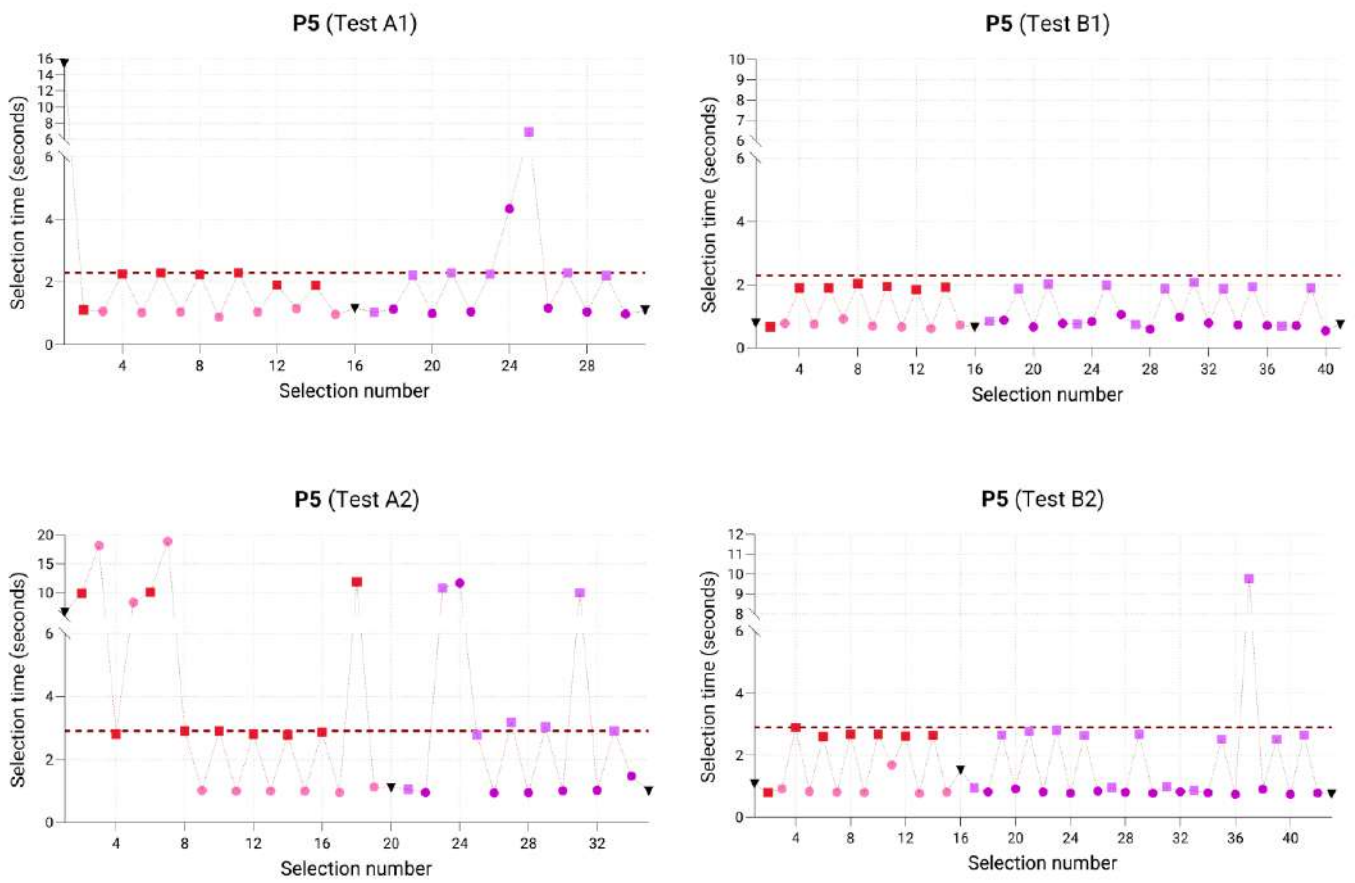 P5 (Test A1)
Selection time (seconds)
16
14
12
10
8
6
6
4
2
0
4 8 12 16 20 24 28
Selection number
P5 (Test B1)
Selection time (seconds)
10
9
8
7
6
6
4
2
0
4 8 12 16 20 24 28 32 36 40
Selection number
P5 (Test A2)
Selection time (seconds)
20
15
10
6
4
2
0
4 8 12 16 20 24 28 32
Selection number
P5 (Test B2)
Selection time (seconds)
12
11
10
9
8
6
4
2
0
4 8 12 16 20 24 28 32 36 40
Selection number